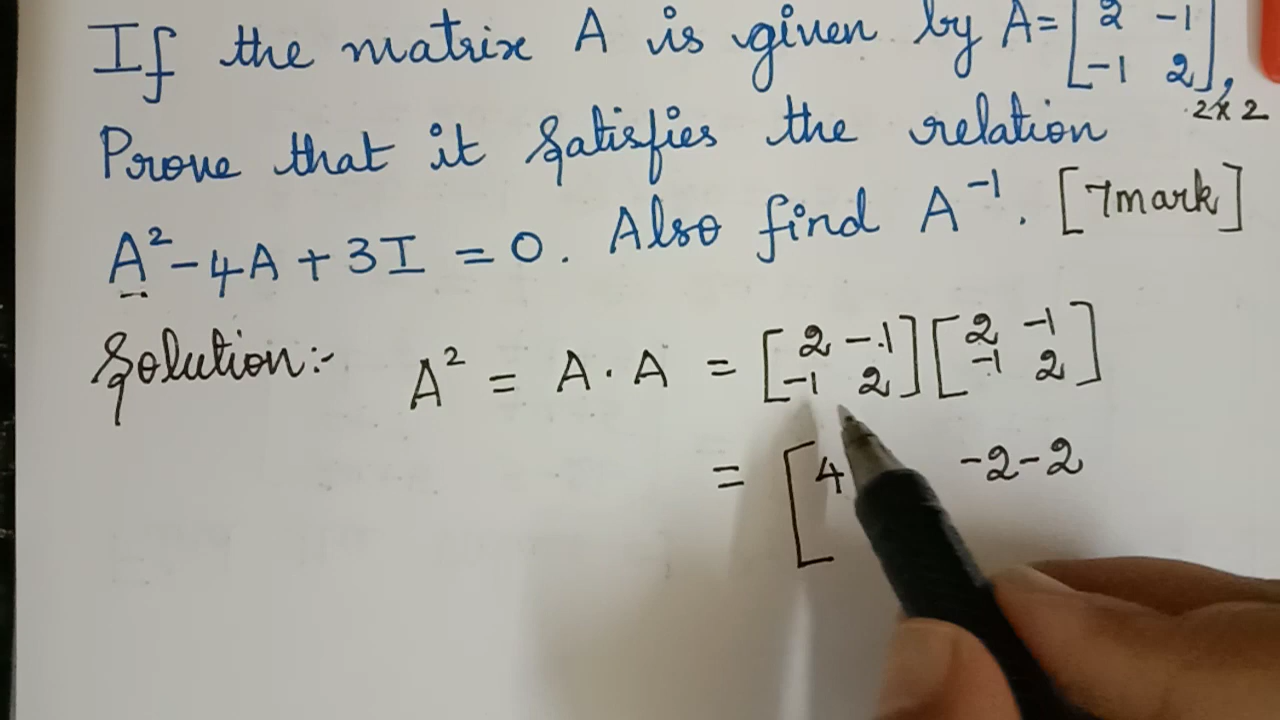 If the matrix A is given by A= [ 2 -1
-1 2 ],
2x2
Prove that it satisfies the relation
A² - 4A + 3I = 0. Also find A⁻¹. [7mark]
Solution:- A² = A · A = [ 2 -1 ] [ 2 -1 ]
-1 2 -1 2
= [ 4 -2-2